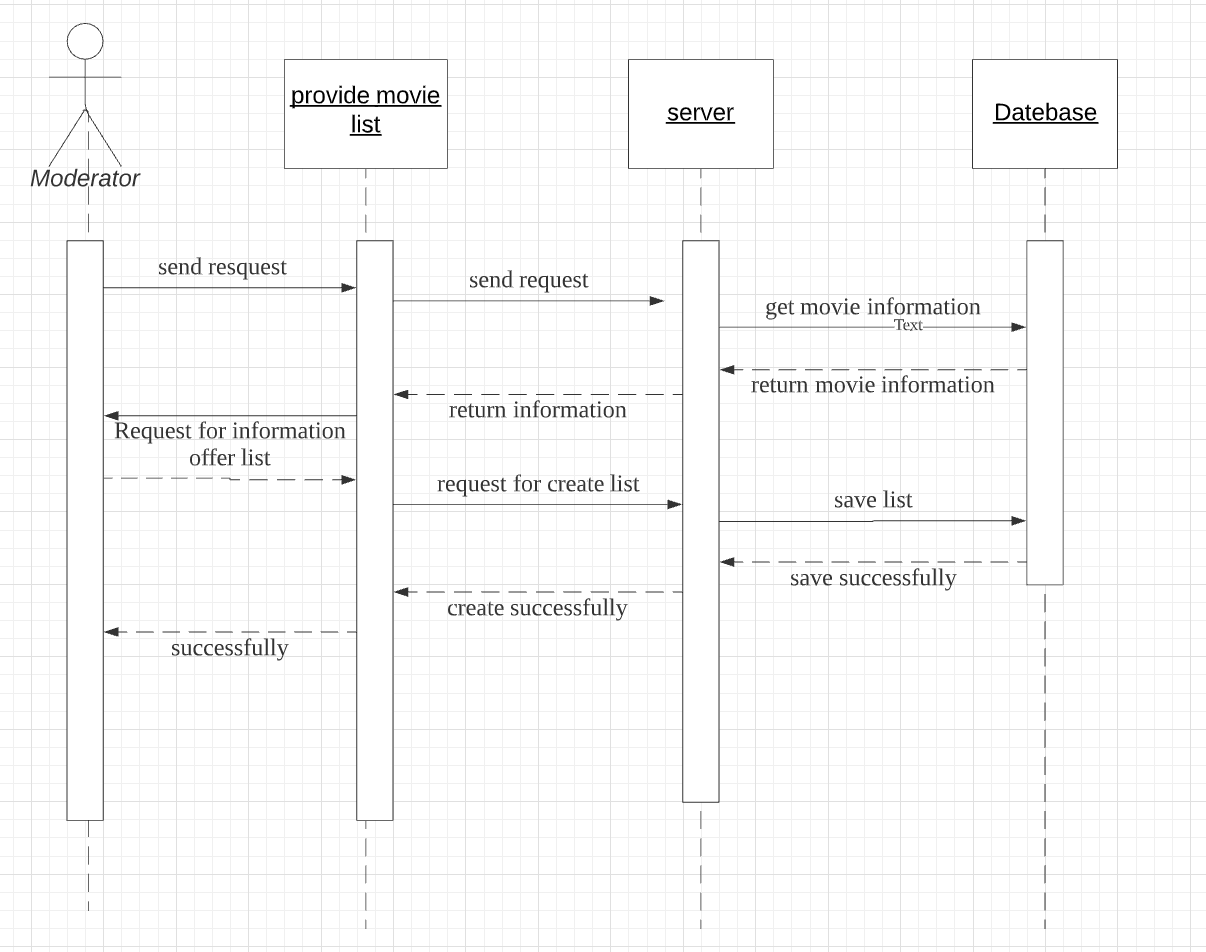 provide movie
list
server
Datebase
Moderator
send resquest
send request
get movie information
Text
return movie information
return information
Request for information
offer list
request for create list
save list
save successfully
create successfully
successfully